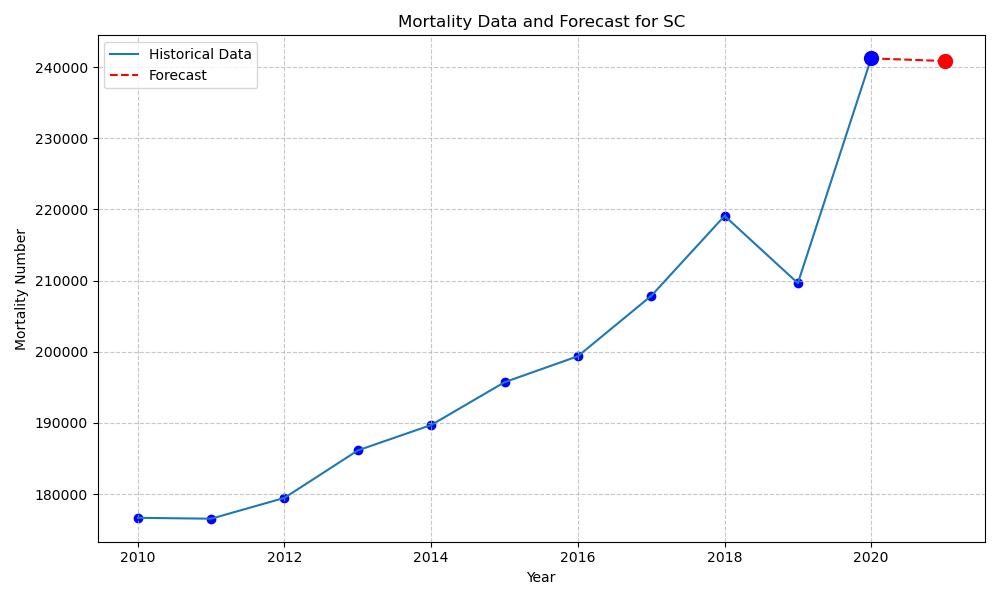 Mortality Data and Forecast for SC
Historical Data
Forecast
240000
230000
220000
210000
200000
190000
180000
Mortality Number
2010 2012 2014 2016 2018 2020
Year